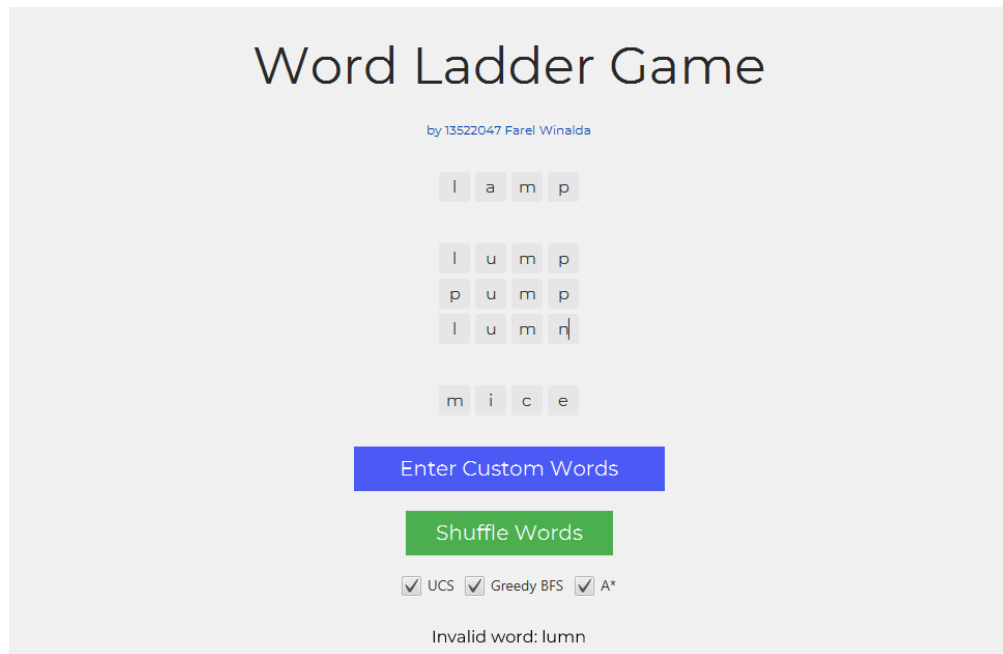 Word Ladder Game
by 13522047 Farel Winalda
l a m p
l u m p
p u m p
l u m n
m i c e
Enter Custom Words
Shuffle Words
UCS Greedy BFS A*
Invalid word: lumn